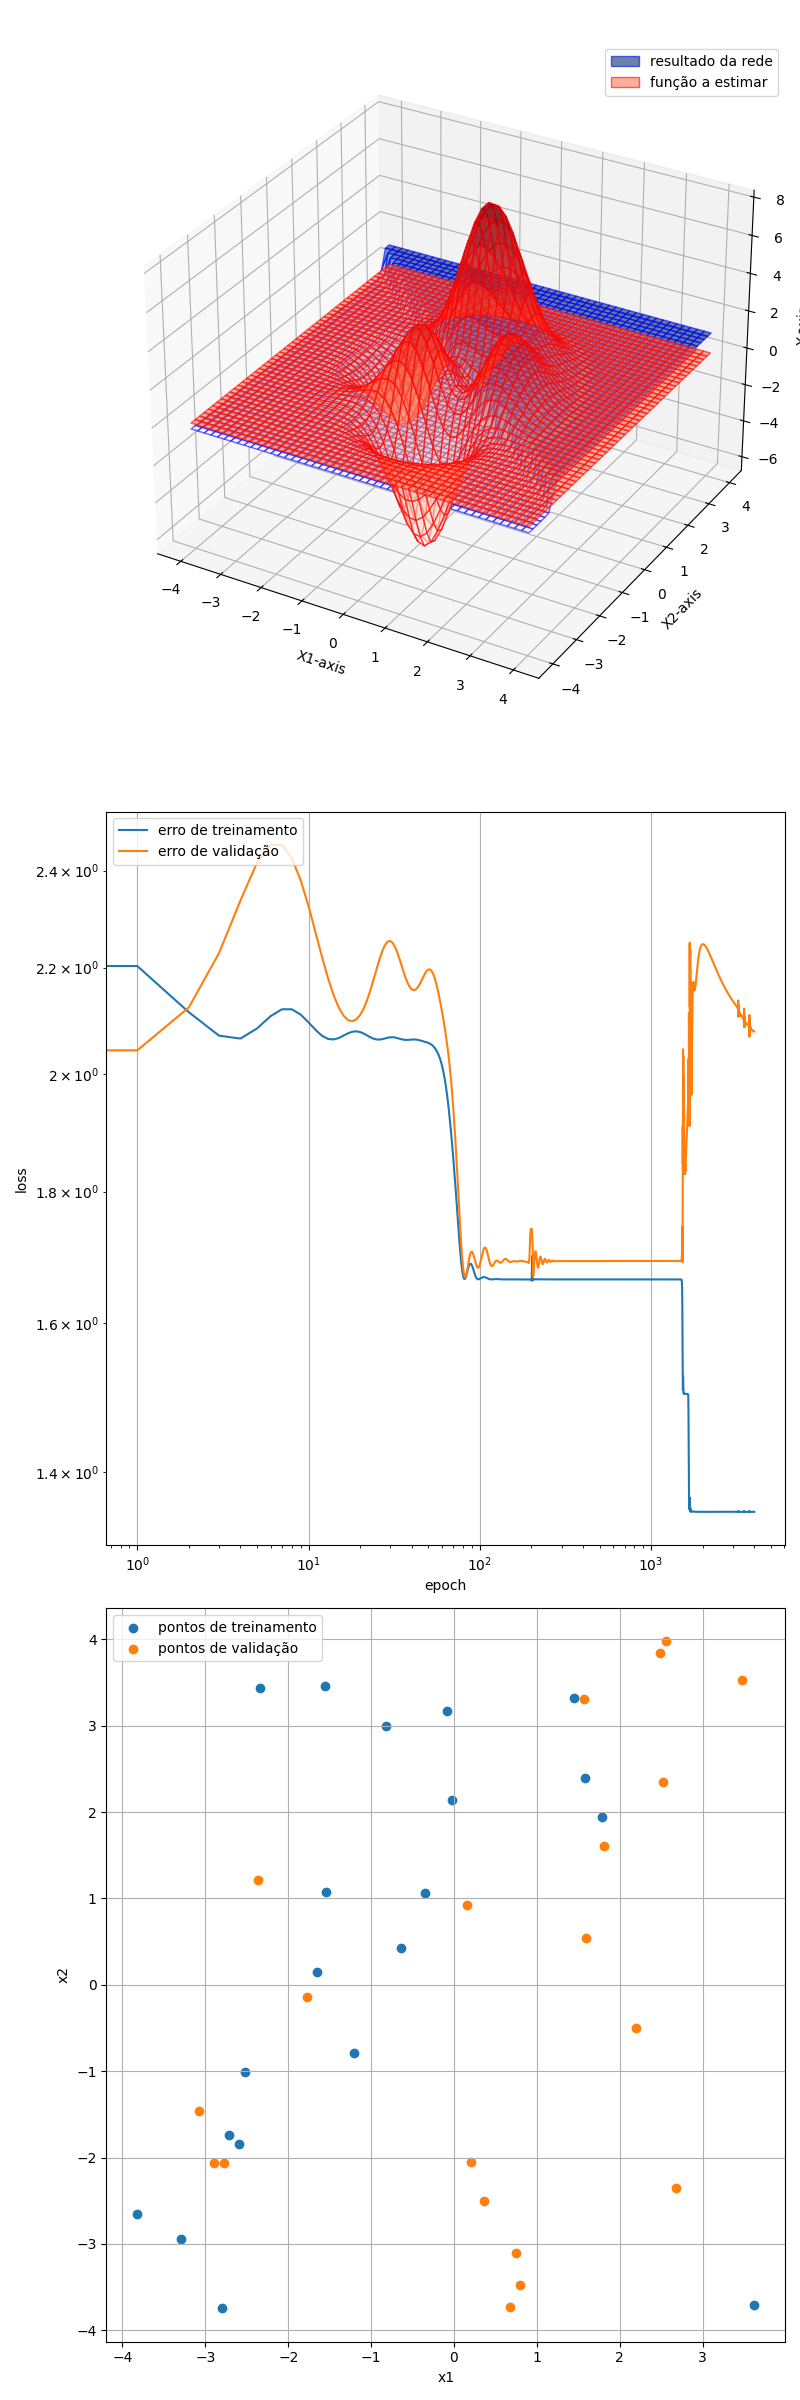 resultado da rede
função a estimar
8
6
4
2
0
−2
−4
−6
4
3
2
1
0
−1
−2
−3
−4
X2-axis
−4
−3
−2
−1
0
1
2
3
4
X1-axis
erro de treinamento
erro de validação
2.4 × 10⁰
2.2 × 10⁰
2 × 10⁰
1.8 × 10⁰
1.6 × 10⁰
1.4 × 10⁰
loss
10⁰ 10¹ 10² 10³
epoch
pontos de treinamento
pontos de validação
4
3
2
1
0
−1
−2
−3
−4
x2
−4 −3 −2 −1 0 1 2 3
x1